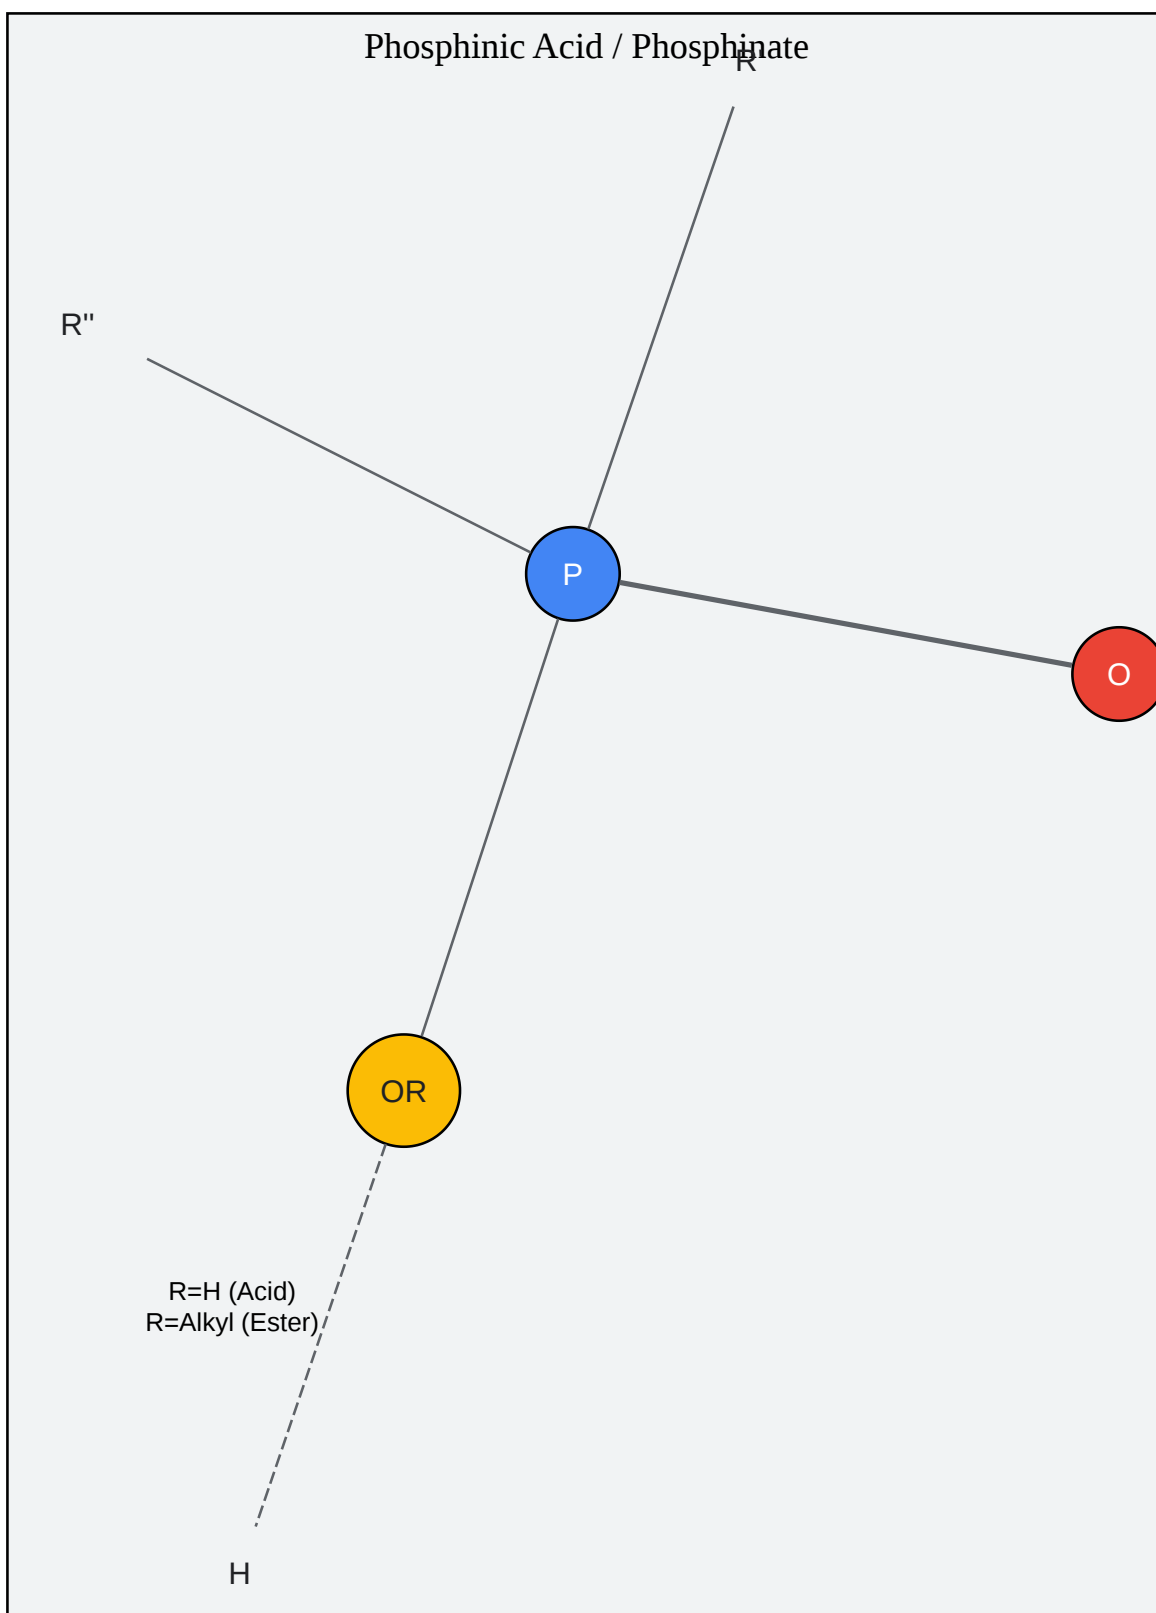 Phosphinic Acid / Phosphinate
R'
R"
P
O
OR
R=H (Acid)
R=Alkyl (Ester)
H